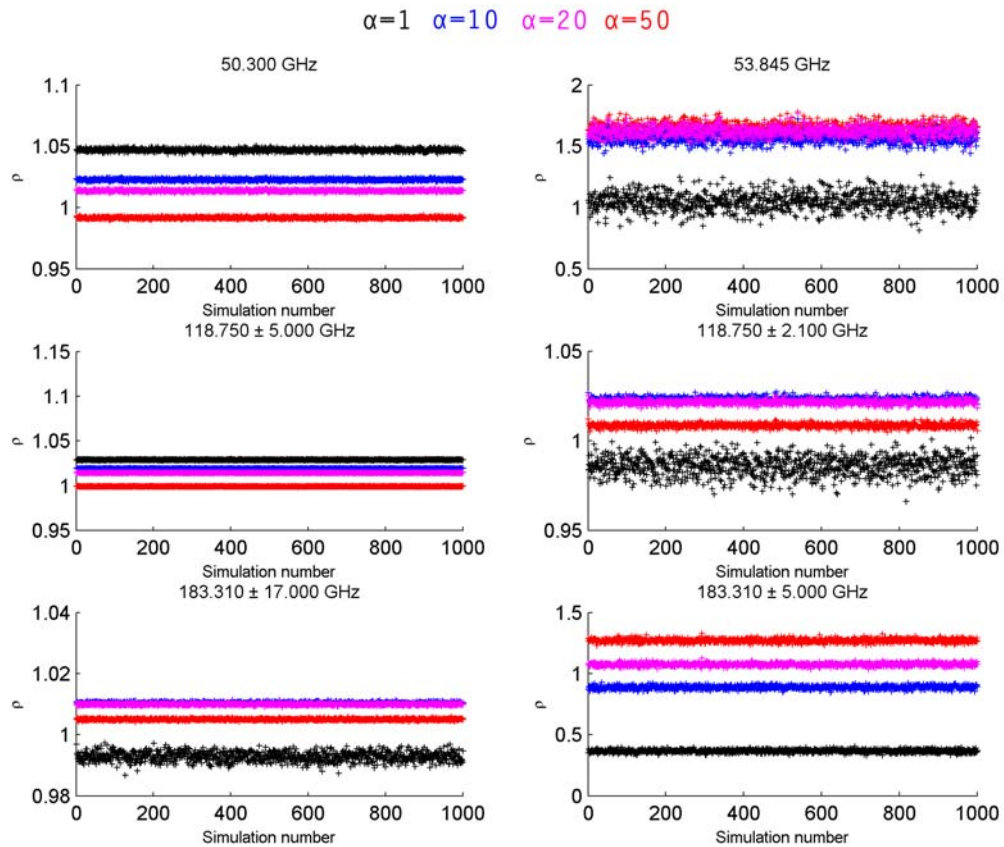 α=1 α=10 α=20 α=50
50.300 GHz
1.1
1.05
1
0.95
ρ
0 200 400 600 800 1000
Simulation number
53.845 GHz
2
1.5
1
0.5
ρ
0 200 400 600 800 1000
Simulation number
118.750 ± 5.000 GHz
1.15
1.1
1.05
1
0.95
ρ
0 200 400 600 800 1000
Simulation number
118.750 ± 2.100 GHz
1.05
1
0.95
ρ
0 200 400 600 800 1000
Simulation number
183.310 ± 17.000 GHz
1.04
1.02
1
0.98
ρ
0 200 400 600 800 1000
Simulation number
183.310 ± 5.000 GHz
1.5
1
0.5
0
ρ
0 200 400 600 800 1000
Simulation number